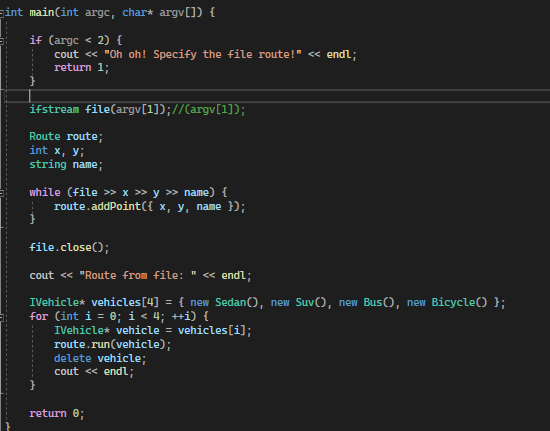 int main(int argc, char* argv[]) {
if (argc < 2) {
cout << "Oh oh! Specify the file route!" << endl;
return 1;
}
ifstream file(argv[1]);//(argv[1]);
Route route;
int x, y;
string name;
while (file >> x >> y >> name) {
route.addPoint({ x, y, name });
}
file.close();
cout << "Route from file: " << endl;
IVehicle* vehicles[4] = { new Sedan(), new Suv(), new Bus(), new Bicycle() };
for (int i = 0; i < 4; ++i) {
IVehicle* vehicle = vehicles[i];
route.run(vehicle);
delete vehicle;
cout << endl;
}
return 0;
}